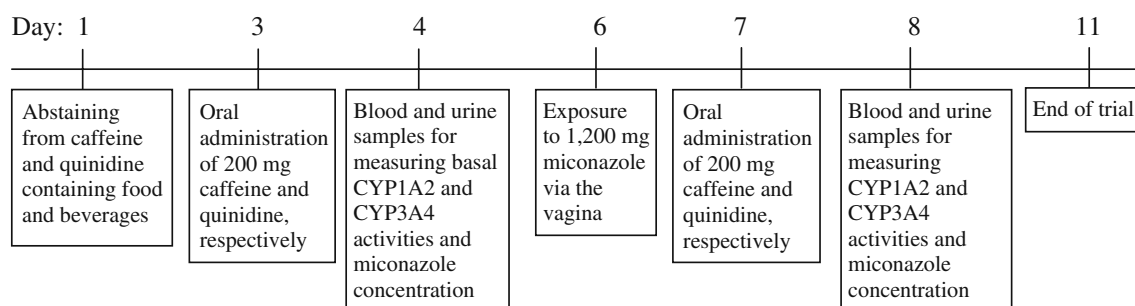 Day: 1 3 4 6 7 8 11
Abstaining
from caffeine
and quinidine
containing food
and beverages
Oral
administration
of 200 mg
caffeine and
quinidine,
respectively
Blood and urine
samples for
measuring basal
CYP1A2 and
CYP3A4
activities and
miconazole
concentration
Exposure
to 1,200 mg
miconazole
via the
vagina
Oral
administration
of 200 mg
caffeine and
quinidine,
respectively
Blood and urine
samples for
measuring
CYP1A2 and
CYP3A4
activities and
miconazole
concentration
End of trial